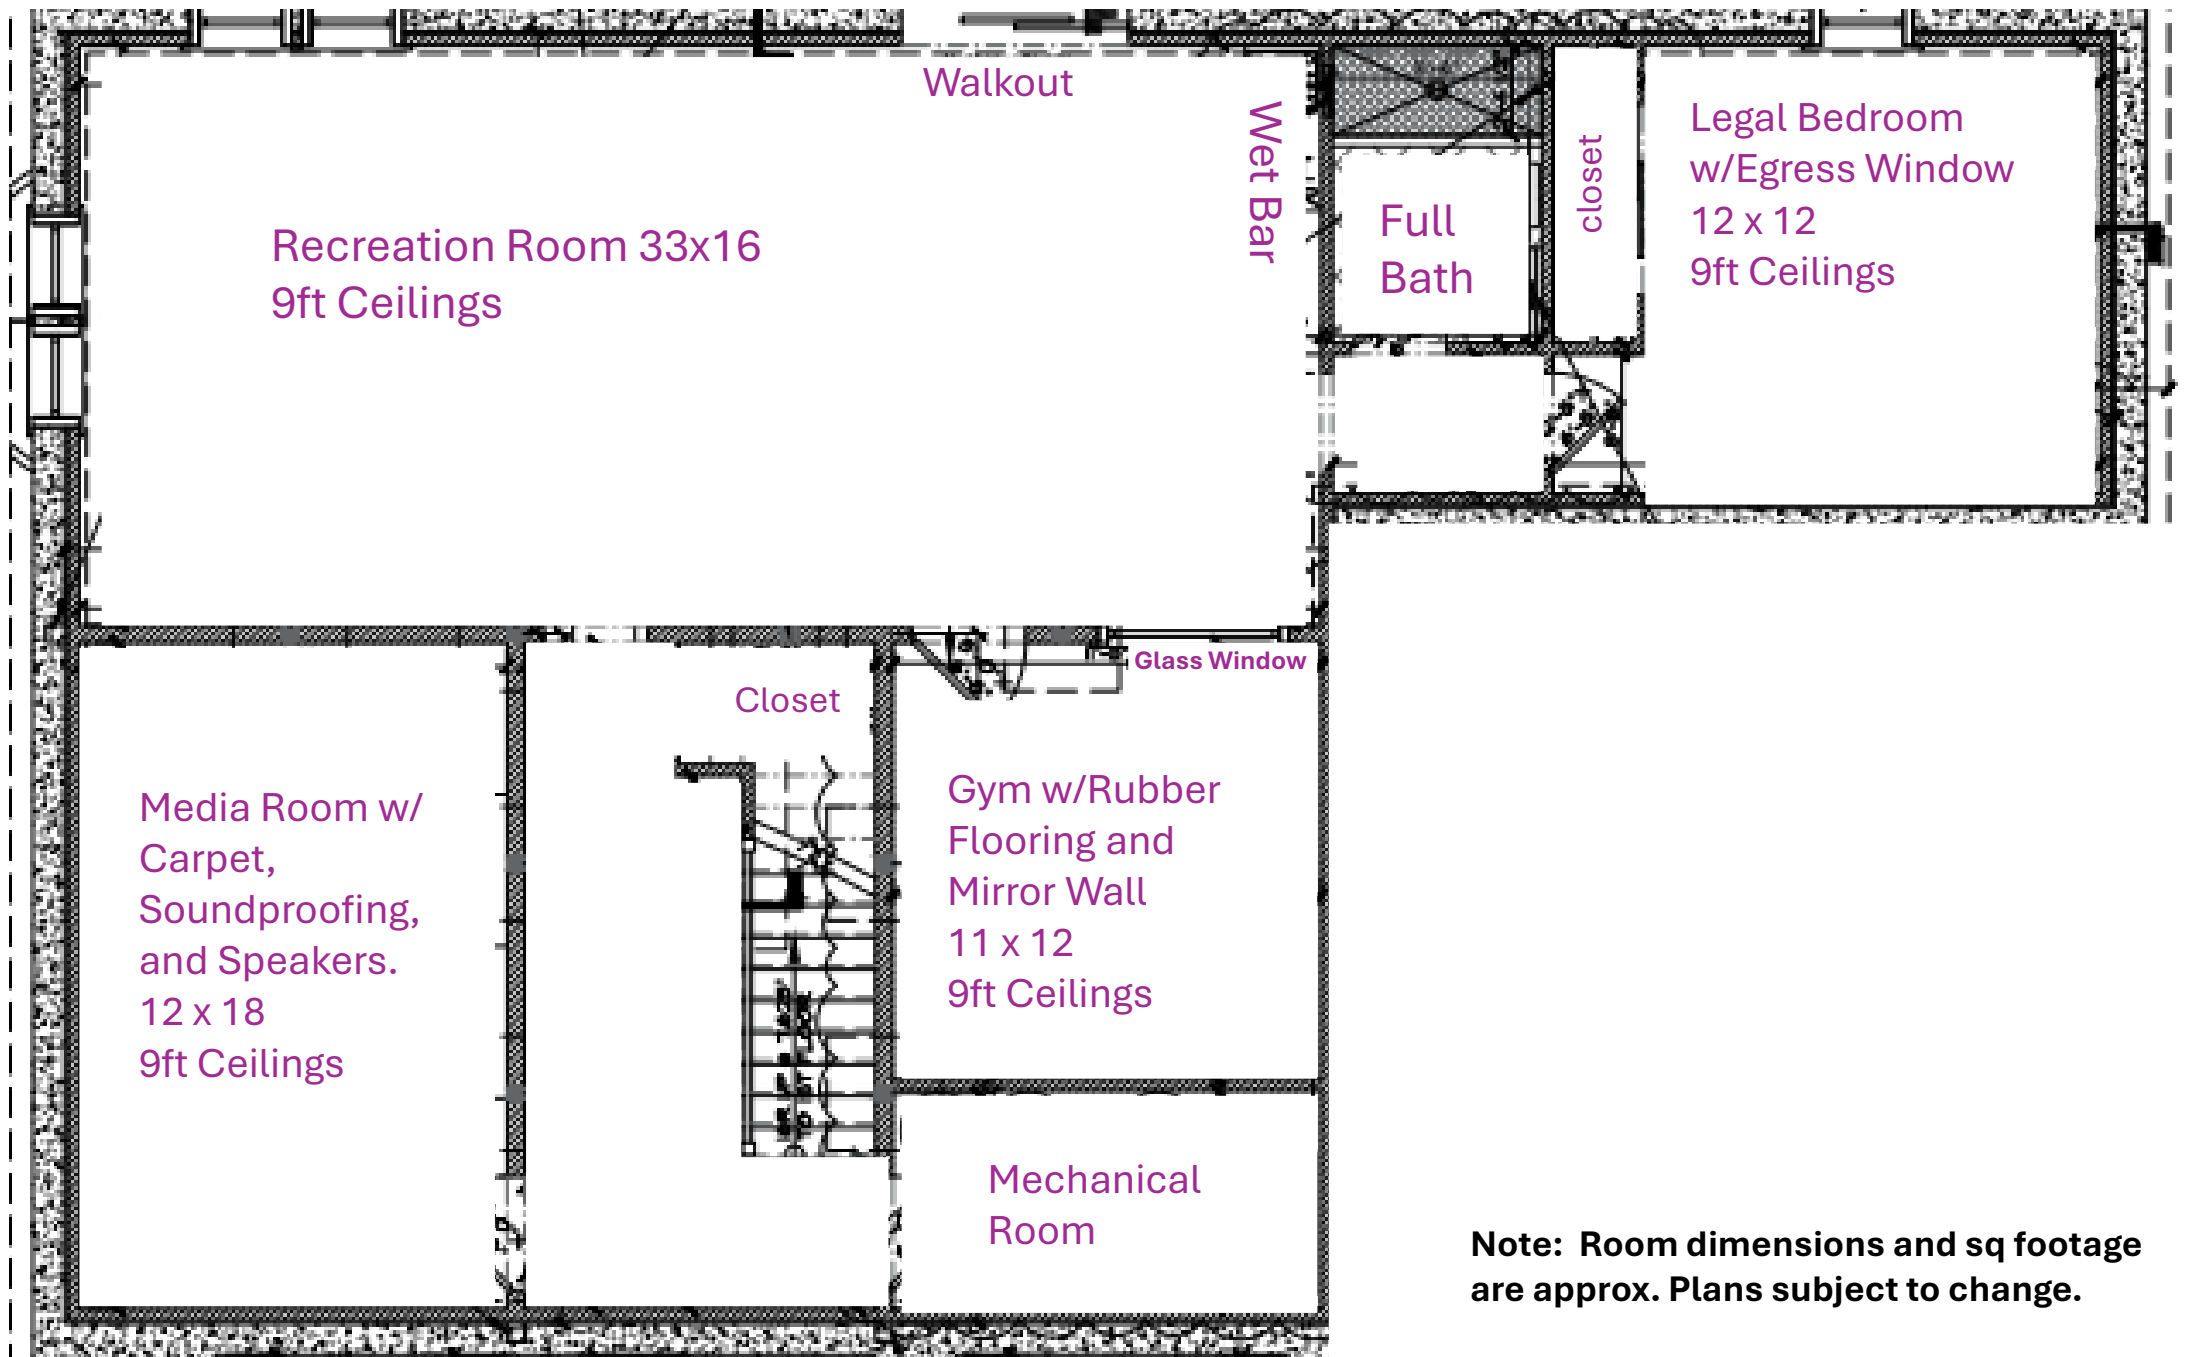 Walkout
Wet Bar
Recreation Room 33x16
9ft Ceilings
Full
Bath
closet
Legal Bedroom
w/Egress Window
12 x 12
9ft Ceilings
Glass Window
Closet
Media Room w/
Carpet,
Soundproofing,
and Speakers.
12 x 18
9ft Ceilings
Gym w/Rubber
Flooring and
Mirror Wall
11 x 12
9ft Ceilings
Mechanical
Room
Note:  Room dimensions and sq footage
are approx. Plans subject to change.